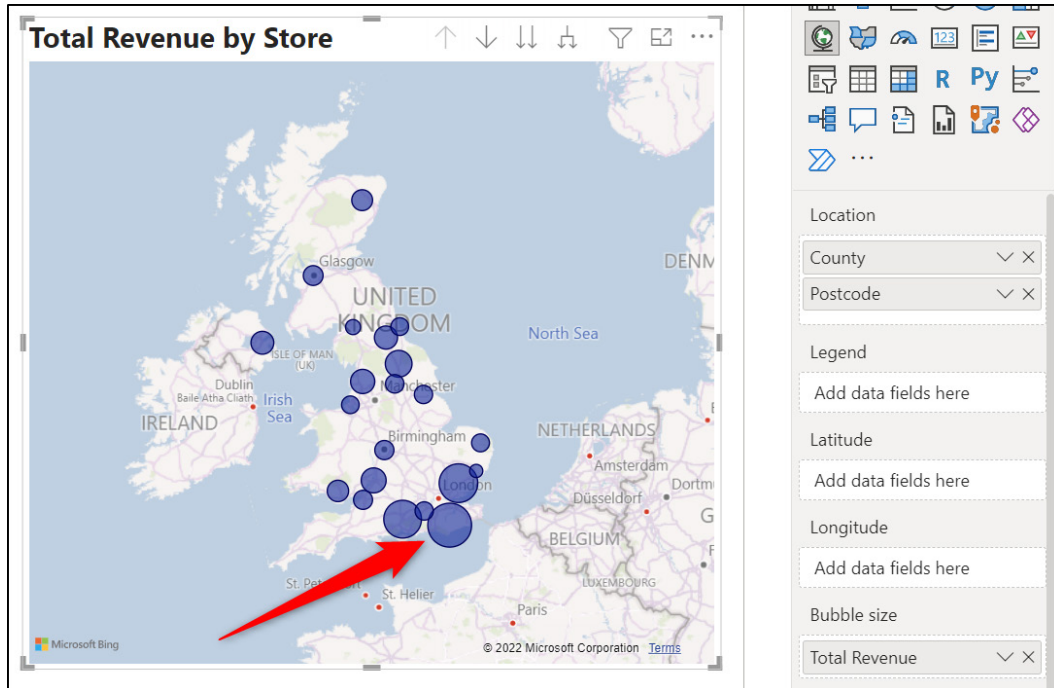 Total Revenue by Store
Glasgow
UNITED
KINGDOM
DENM
North Sea
ISLE OF MAN
(UK)
Dublin
Baile Atha Cliath
Irish
Sea
Manchester
IRELAND
Birmingham
NETHERLANDS
Amsterdam
London
Düsseldorf
Dortm
G
BELGIUM
LUXEMBOURG
St. Pe
St. Helier
Paris
Microsoft Bing
© 2022 Microsoft Corporation Terms
123
R
Py
Location
County
Postcode
Legend
Add data fields here
Latitude
Add data fields here
Longitude
Add data fields here
Bubble size
Total Revenue